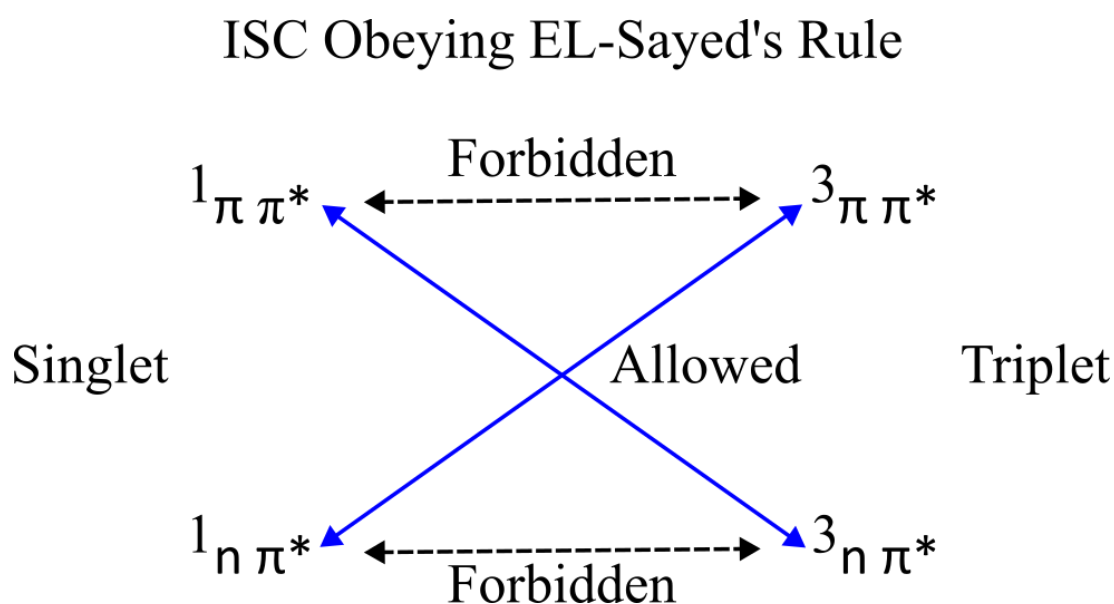 ISC Obeying EL-Sayed's Rule
Forbidden
1π π* 3π π*
Singlet Allowed Triplet
1n π* 3n π*
Forbidden